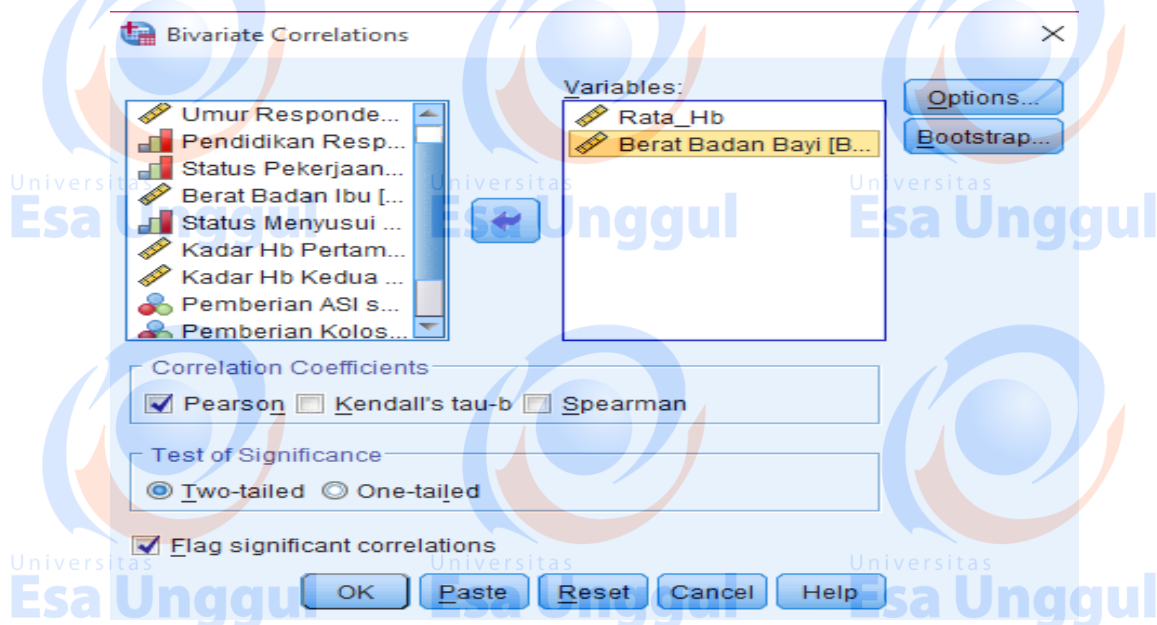 Bivariate Correlations
Variables:
Umur Responde...
Pendidikan Resp...
Status Pekerjaan...
Berat Badan Ibu [...
Status Menyusui ...
Kadar Hb Pertam...
Kadar Hb Kedua ...
Pemberian ASI s...
Pemberian Kolos...
Rata_Hb
Berat Badan Bayi [B...
Options...
Bootstrap...
Correlation Coefficients
Pearson Kendall's tau-b Spearman
Test of Significance
Two-tailed One-tailed
Flag significant correlations
OK Paste Reset Cancel Help
Universitas Universitas Universitas
Esa Unggul Esa Unggul Esa Unggul
Universitas Universitas Universitas
Esa Unggul Esa Unggul